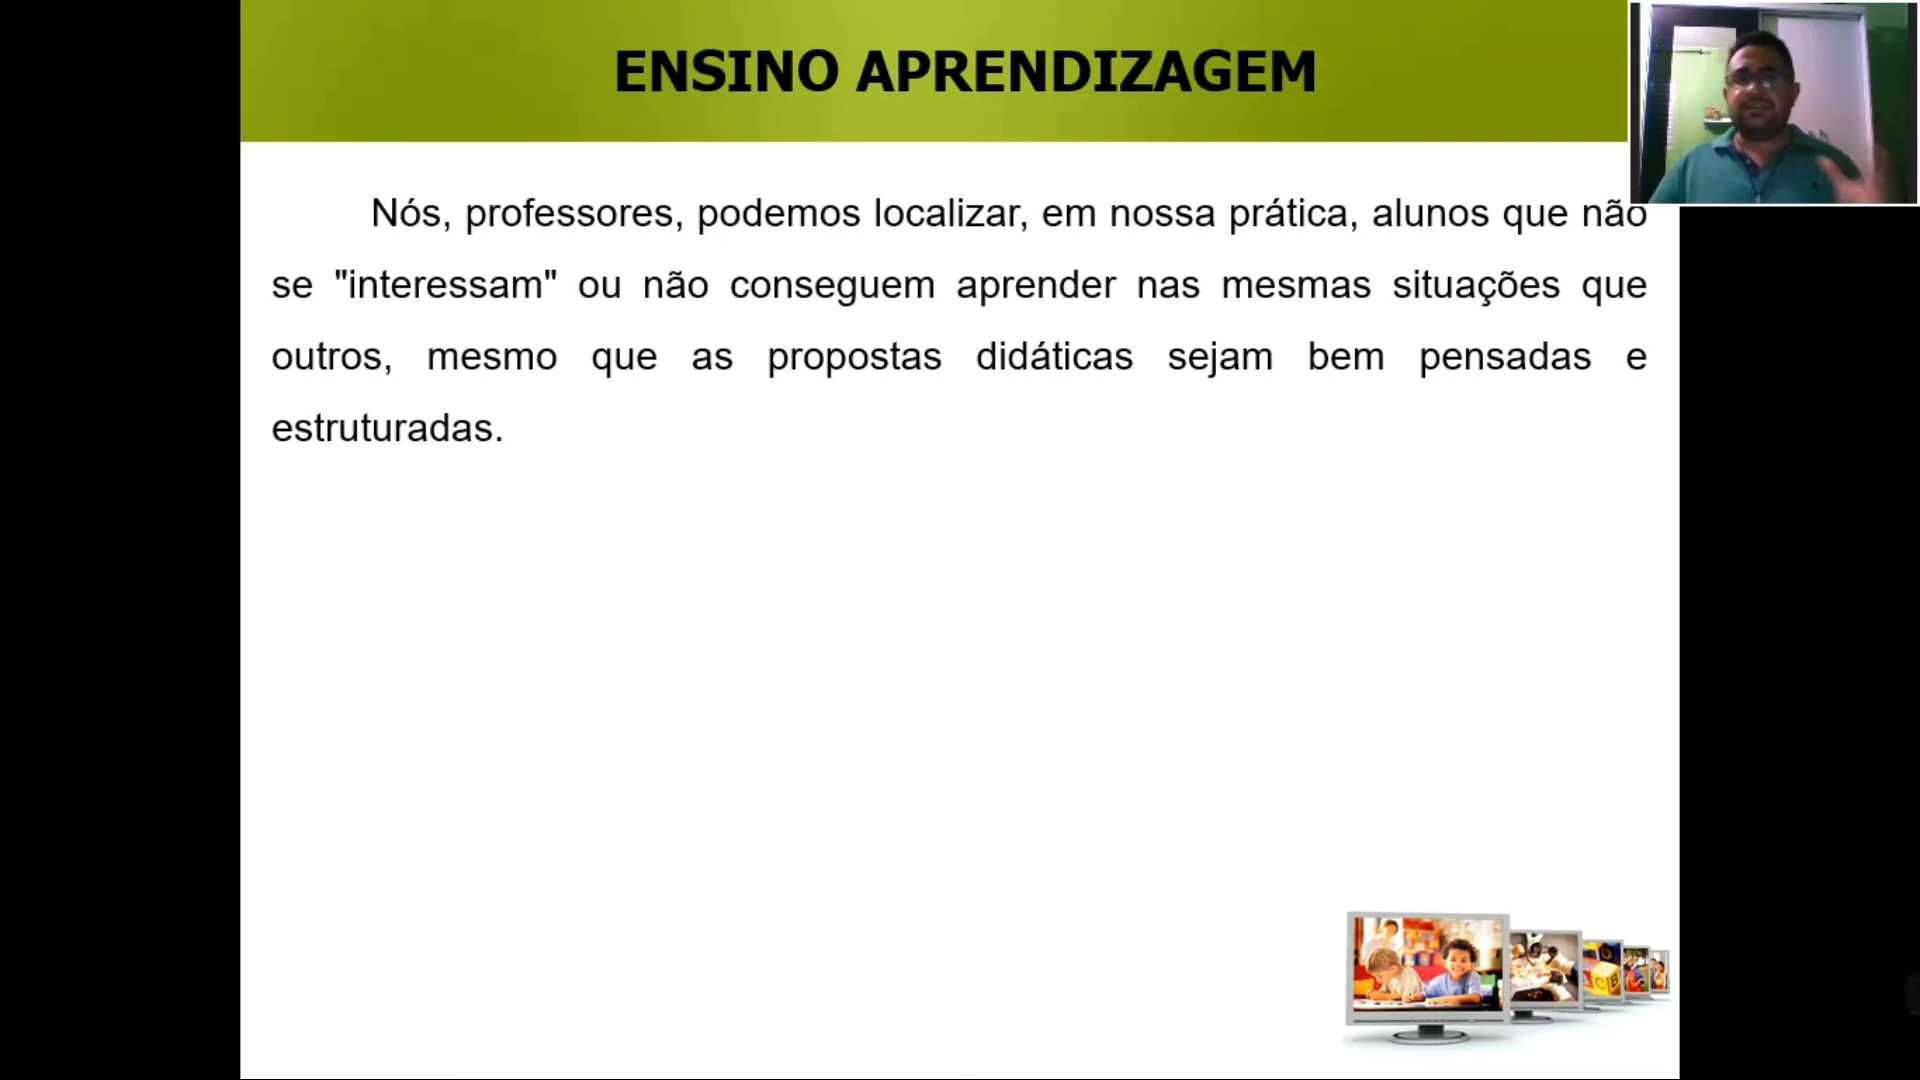 ENSINO APRENDIZAGEM
Nós, professores, podemos localizar, em nossa prática, alunos que não
se "interessam" ou não conseguem aprender nas mesmas situações que
outros, mesmo que as propostas didáticas sejam bem pensadas e
estruturadas.